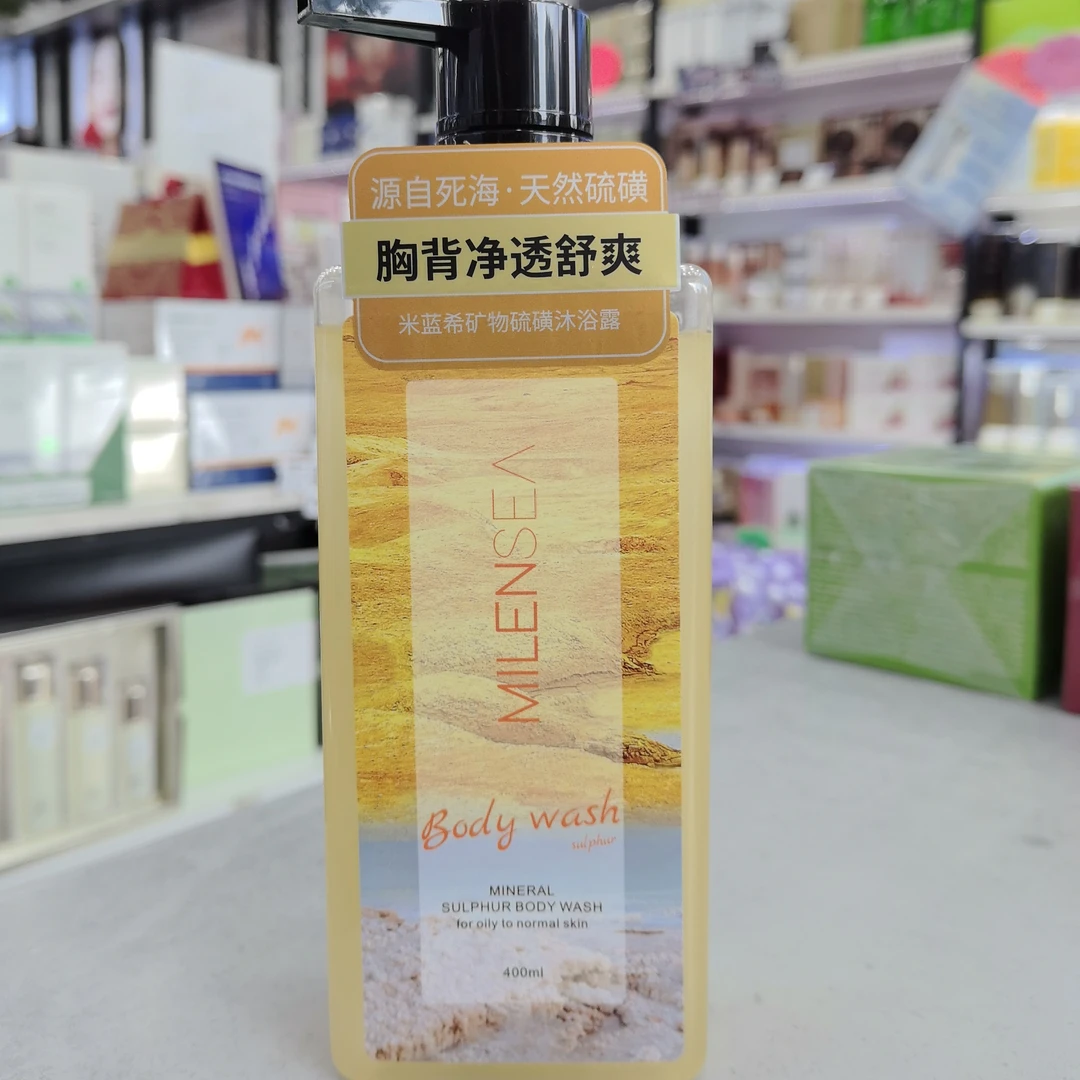 源自死海·天然硫磺
胸背净透舒爽
米蓝希矿物硫磺沐浴露
MILENSEA
Body wash
sulphur
MINERAL
SULPHUR BODY WASH
for oily to normal skin
400ml